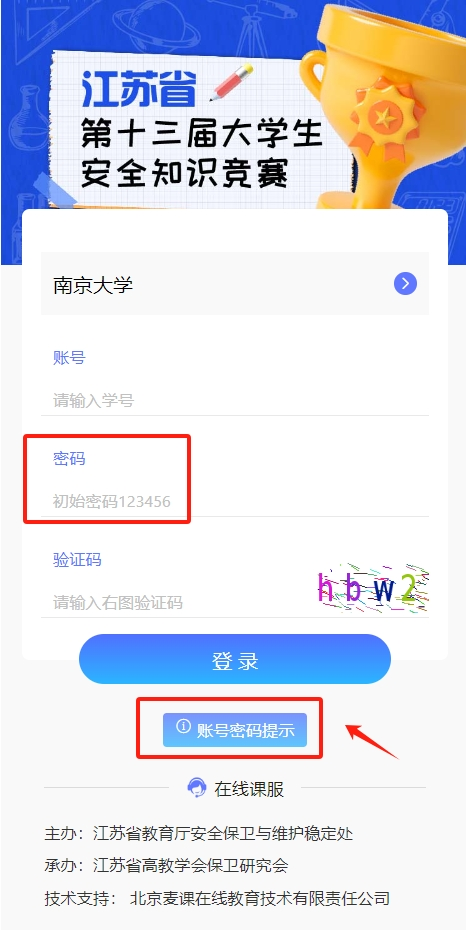 江苏省
第十三届大学生
安全知识竞赛
南京大学
账号
请输入学号
密码
初始密码123456
验证码
请输入右图验证码
hbw2
登录
账号密码提示
在线课服
主办：江苏省教育厅安全保卫与维护稳定处
承办：江苏省高教学会保卫研究会
技术支持： 北京麦课在线教育技术有限责任公司